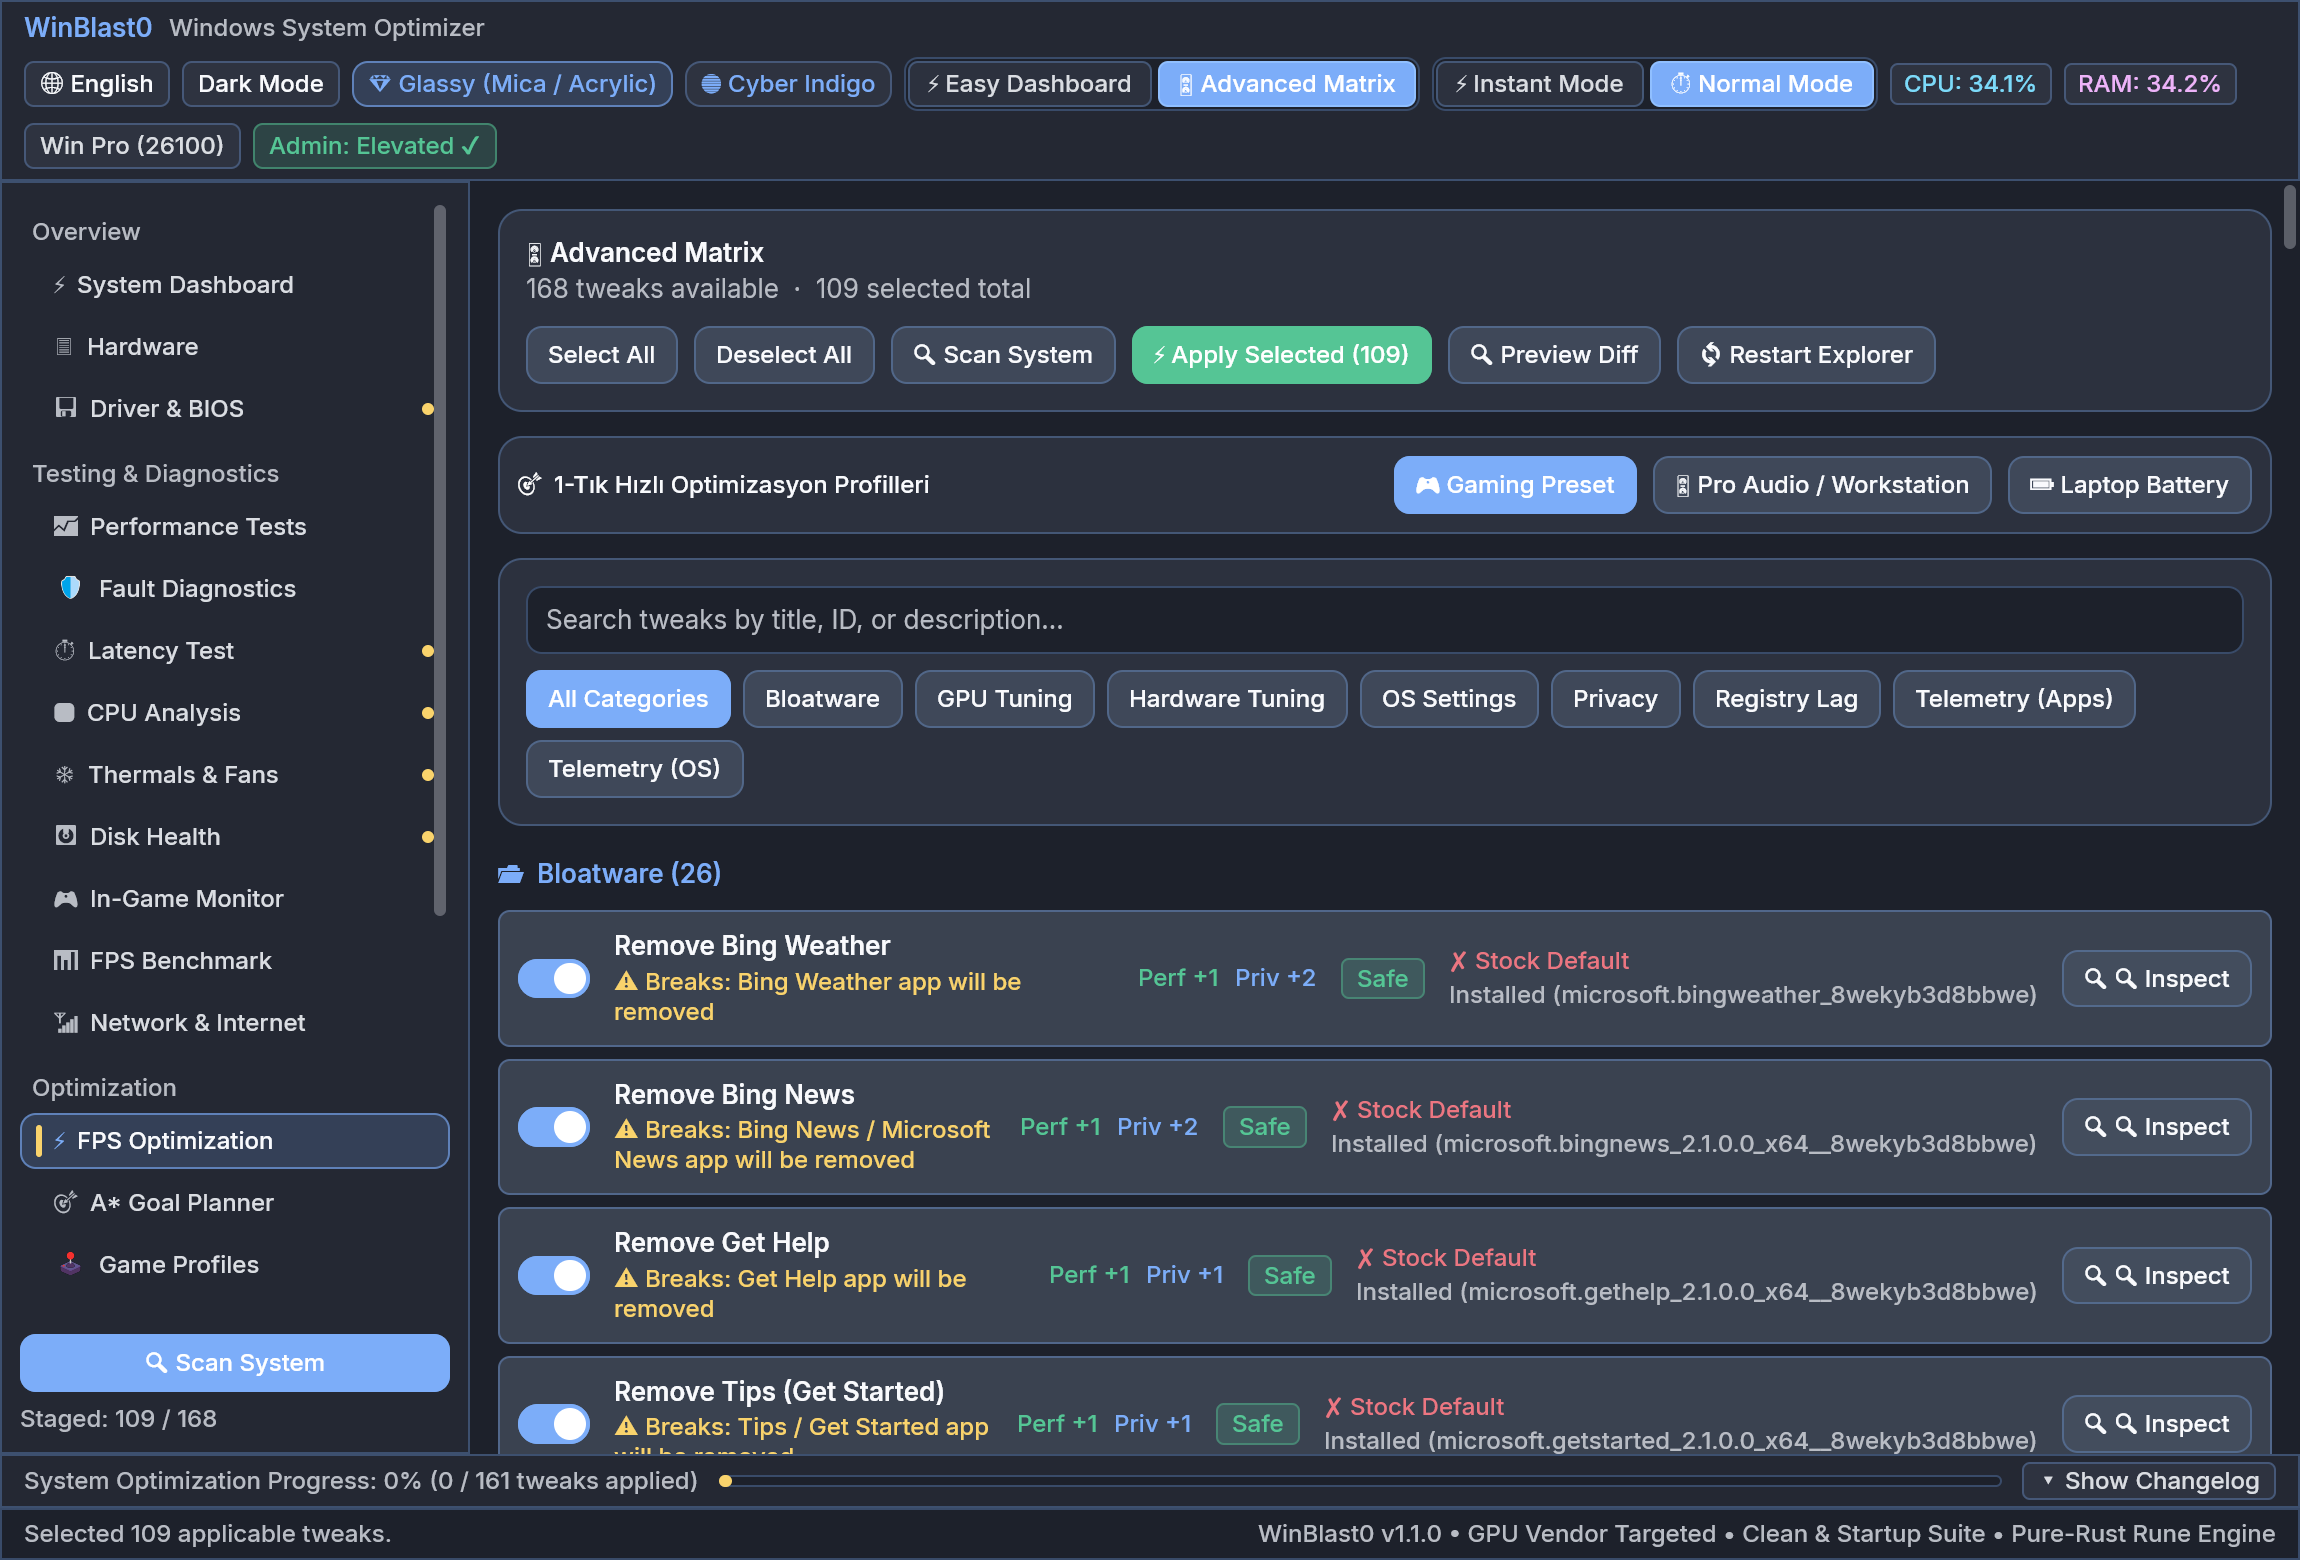 WinBlast0 Windows System Optimizer
English Dark Mode Glassy (Mica / Acrylic) Cyber Indigo Easy Dashboard Advanced Matrix Instant Mode Normal Mode CPU: 34.1% RAM: 34.2%
Win Pro (26100) Admin: Elevated ✓
Overview
System Dashboard
Hardware
Driver & BIOS
Testing & Diagnostics
Performance Tests
Fault Diagnostics
Latency Test
CPU Analysis
Thermals & Fans
Disk Health
In-Game Monitor
FPS Benchmark
Network & Internet
Optimization
FPS Optimization
A* Goal Planner
Game Profiles
Scan System
Staged: 109 / 168
Advanced Matrix
168 tweaks available · 109 selected total
Select All Deselect All Scan System Apply Selected (109) Preview Diff Restart Explorer
1-Tık Hızlı Optimizasyon Profilleri Gaming Preset Pro Audio / Workstation Laptop Battery
Search tweaks by title, ID, or description...
All Categories Bloatware GPU Tuning Hardware Tuning OS Settings Privacy Registry Lag Telemetry (Apps)
Telemetry (OS)
Bloatware (26)
Remove Bing Weather
⚠ Breaks: Bing Weather app will be
removed
Perf +1 Priv +2 Safe
✗ Stock Default
Installed (microsoft.bingweather_8wekyb3d8bbwe)
Inspect
Remove Bing News
⚠ Breaks: Bing News / Microsoft
News app will be removed
Perf +1 Priv +2 Safe
✗ Stock Default
Installed (microsoft.bingnews_2.1.0.0_x64__8wekyb3d8bbwe)
Inspect
Remove Get Help
⚠ Breaks: Get Help app will be
removed
Perf +1 Priv +1 Safe
✗ Stock Default
Installed (microsoft.gethelp_2.1.0.0_x64__8wekyb3d8bbwe)
Inspect
Remove Tips (Get Started)
⚠ Breaks: Tips / Get Started app
will be removed
Perf +1 Priv +1 Safe
✗ Stock Default
Installed (microsoft.getstarted_2.1.0.0_x64__8wekyb3d8bbwe)
Inspect
System Optimization Progress: 0% (0 / 161 tweaks applied) ▾ Show Changelog
Selected 109 applicable tweaks. WinBlast0 v1.1.0 • GPU Vendor Targeted • Clean & Startup Suite • Pure-Rust Rune Engine